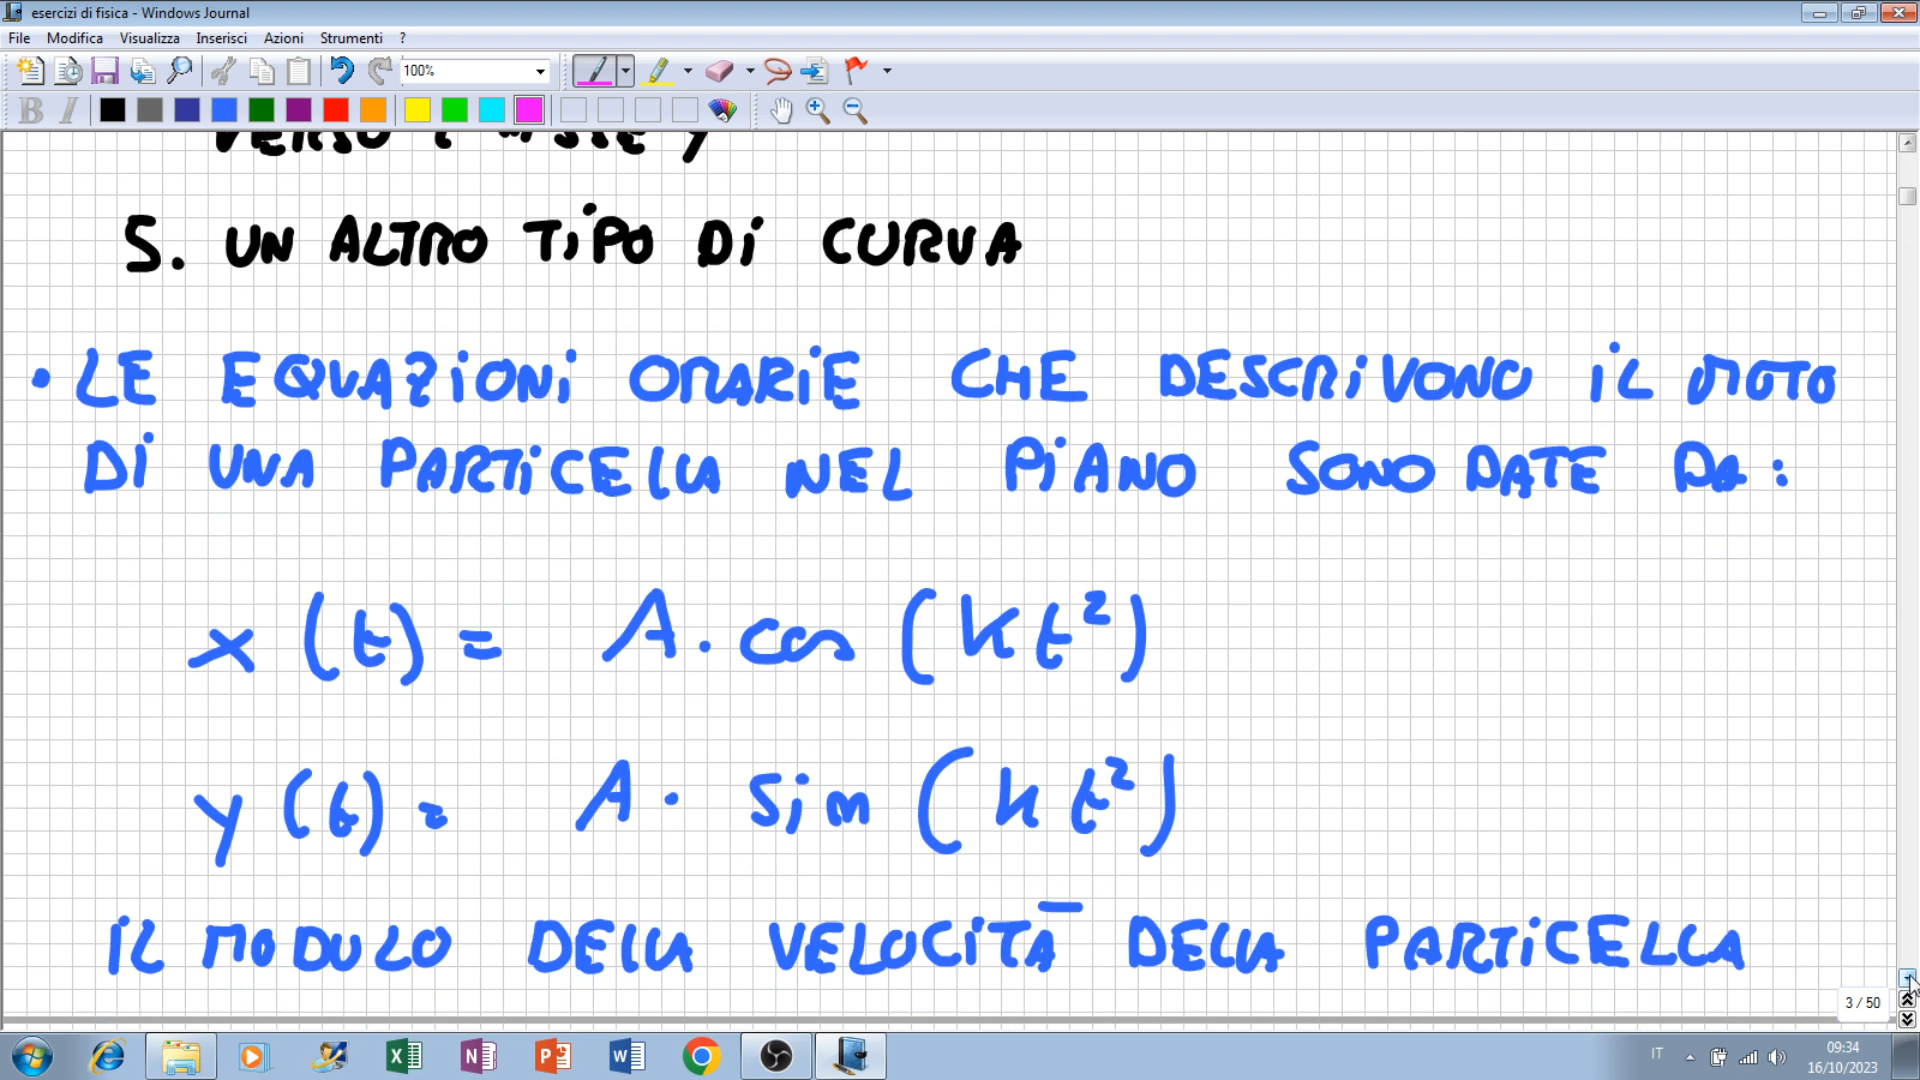 esercizi di fisica - Windows Journal
File Modifica Visualizza Inserisci Azioni Strumenti ?
100%
B I
VERSO
5. UN ALTRO TIPO DI CURVA
• LE EQUAZIONI ORARIE CHE DESCRIVONO IL MOTO
DI UNA PARTICELLA NEL PIANO SONO DATE DA:
x (t) = A · cos (kt²)
y (t) = A · sin (kt²)
IL MODULO DELLA VELOCITÀ DELLA PARTICELLA
3 / 50
IT
09:34
16/10/2023